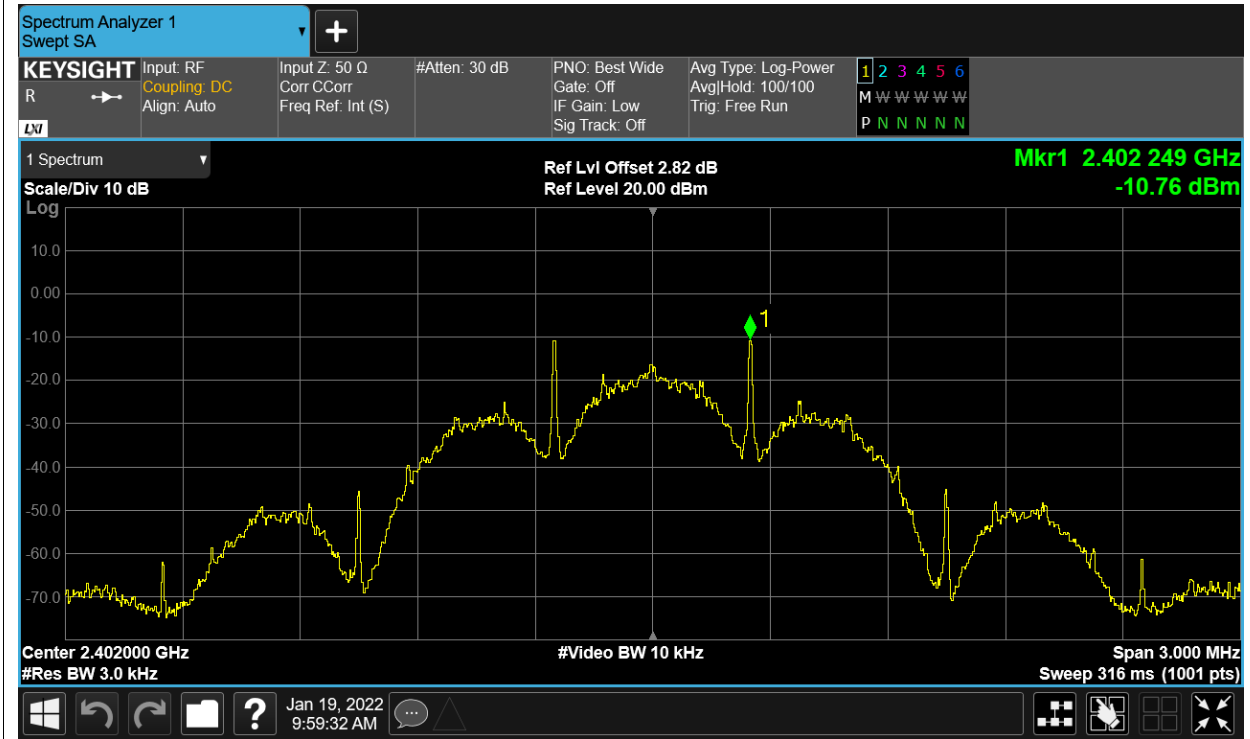 Spectrum Analyzer 1
Swept SA
+
KEYSIGHT
R
LXI
Input: RF
Coupling: DC
Align: Auto
Input Z: 50 Ω
Corr CCorr
Freq Ref: Int (S)
#Atten: 30 dB
PNO: Best Wide
Gate: Off
IF Gain: Low
Sig Track: Off
Avg Type: Log-Power
Avg|Hold: 100/100
Trig: Free Run
1 2 3 4 5 6
M W W W W W W
P N N N N N N
1 Spectrum
Scale/Div 10 dB
Log
Ref Lvl Offset 2.82 dB
Ref Level 20.00 dBm
Mkr1 2.402 249 GHz
-10.76 dBm
10.0
0.00
-10.0
-20.0
-30.0
-40.0
-50.0
-60.0
-70.0
1
Center 2.402000 GHz
#Res BW 3.0 kHz
#Video BW 10 kHz
Span 3.000 MHz
Sweep 316 ms (1001 pts)
?
Jan 19, 2022
9:59:32 AM